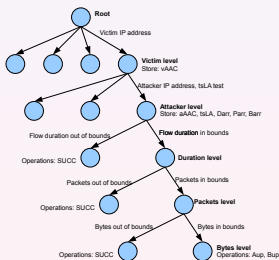 Root
Victim IP address
Victim level
Store: vAAC
Attacker IP address, tsLA test
Attacker level
Store: aAAC, tsLA, Darr, Parr, Barr
Flow duration out of bounds
Flow duration in bounds
Operations: SUCC
Duration level
Packets out of bounds
Packets in bounds
Operations: SUCC
Packets level
Bytes out of bounds
Bytes in bounds
Operations: SUCC
Bytes level
Operations: Aup, Bup